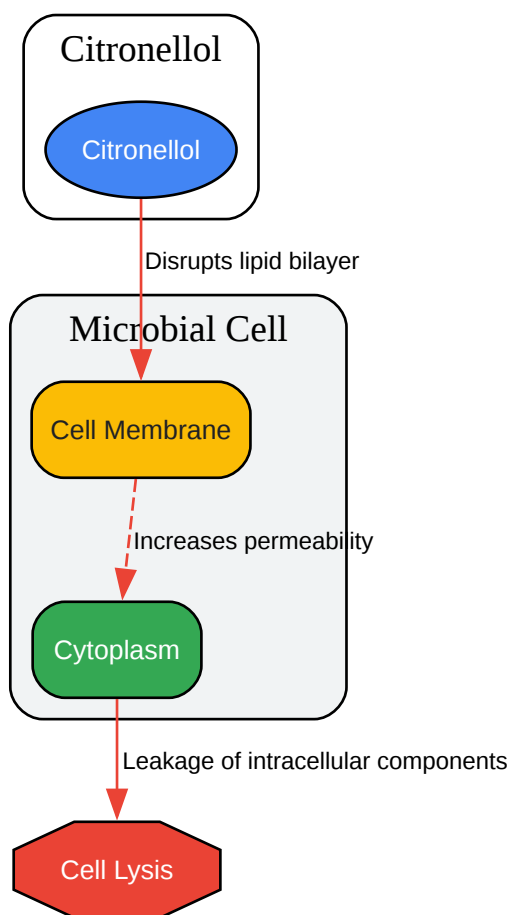 Citronellol
Citronellol
Disrupts lipid bilayer
Microbial Cell
Cell Membrane
Increases permeability
Cytoplasm
Leakage of intracellular components
Cell Lysis